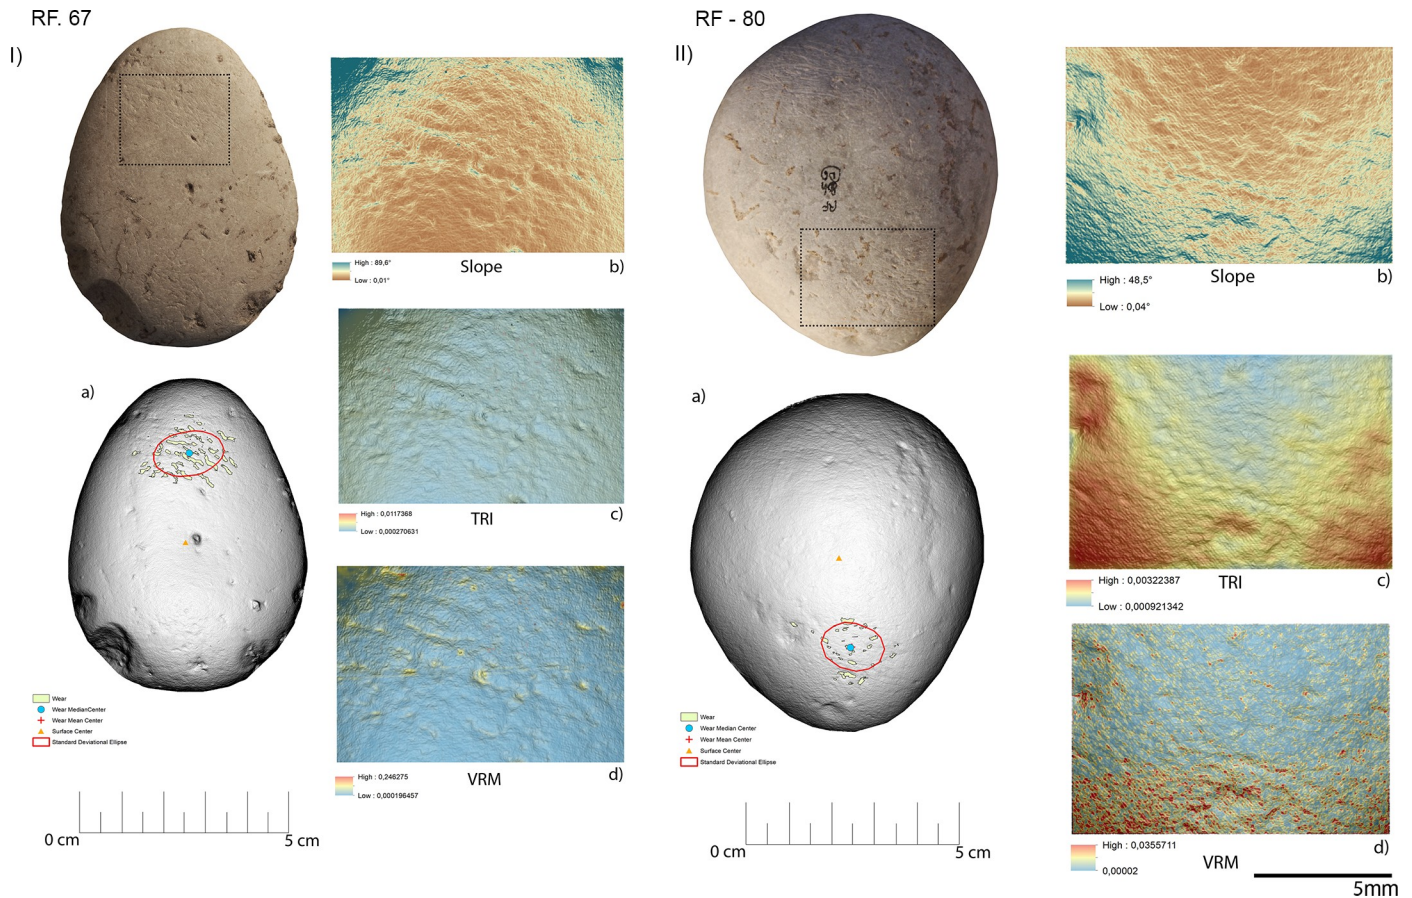 RF. 67
I)
Slope
b)
High : 89,6°
Low : 0,01°
a)
TRI
c)
High : 0,0117368
Low : 0,000270631
VRM
d)
High : 0,246275
Low : 0,000196457
Wear
Wear MedianCenter
Wear Mean Center
Surface Center
Standard Deviational Ellipse
0 cm
5 cm
RF - 80
II)
Slope
b)
High : 48,5°
Low : 0,04°
a)
TRI
c)
High : 0,00322387
Low : 0,000921342
Wear
Wear Median Center
Wear Mean Center
Surface Center
Standard Deviational Ellipse
0 cm
5 cm
VRM
d)
High : 0,0355711
0,00002
5mm